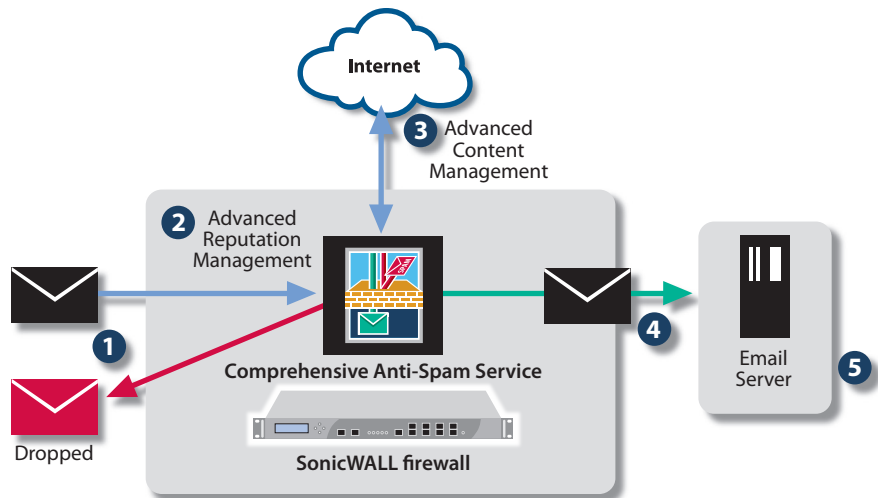 Internet
3
Advanced
Content
Management
2
Advanced
Reputation
Management
SPAM
1
4
Comprehensive Anti-Spam Service
SonicWALL firewall
Dropped
Email
Server
5